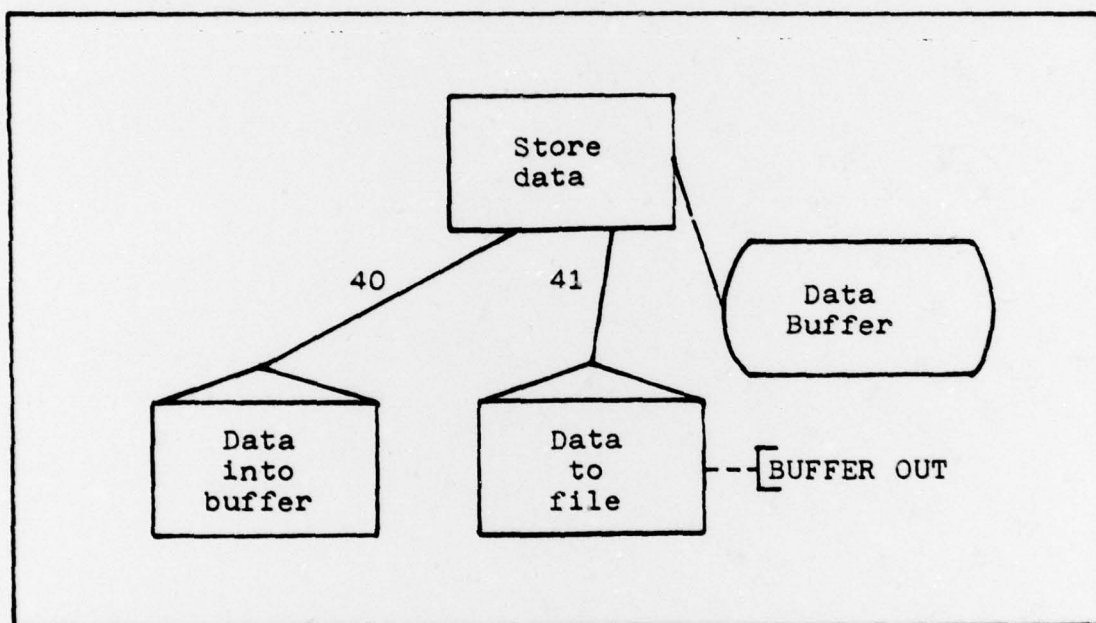 Store
data
40
41
Data
Buffer
Data
into
buffer
Data
to
file
BUFFER OUT